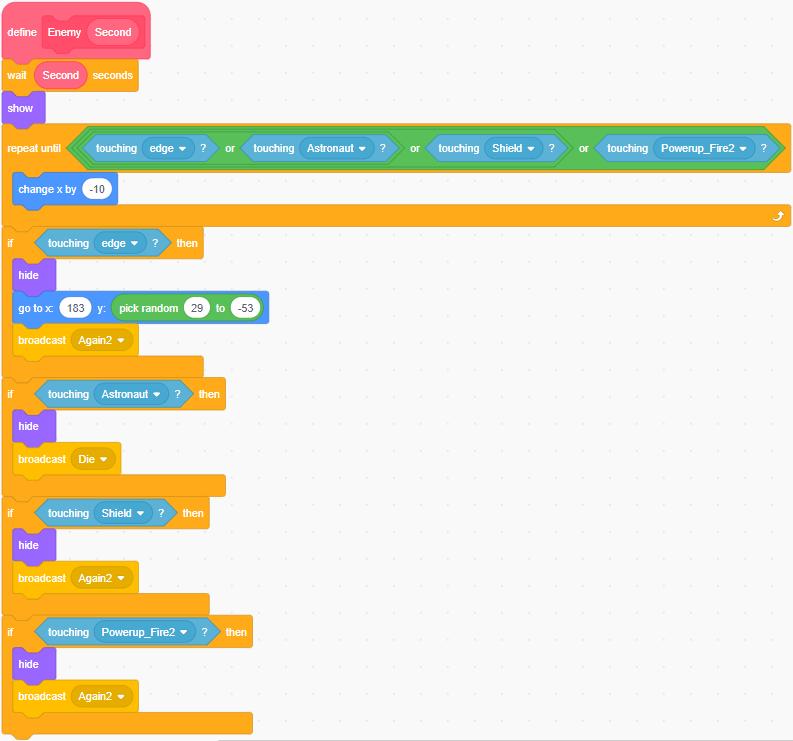 define Enemy Second
wait Second seconds
show
repeat until touching edge ? or touching Astronaut ? or touching Shield ? or touching Powerup_Fire2 ?
change x by -10
if touching edge ? then
hide
go to x: 183 y: pick random 29 to -53
broadcast Again2
if touching Astronaut ? then
hide
broadcast Die
if touching Shield ? then
hide
broadcast Again2
if touching Powerup_Fire2 ? then
hide
broadcast Again2